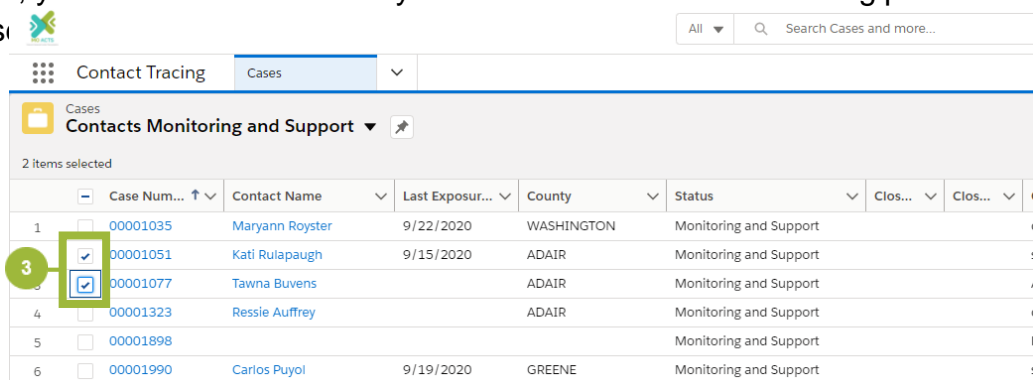 All Search Cases and more...
Contact Tracing Cases
Cases
Contacts Monitoring and Support
2 items selected
Case Num... Contact Name Last Exposur... County Status Clos... Clos...
1 00001035 Maryann Royster 9/22/2020 WASHINGTON Monitoring and Support
00001051 Kati Rulapaugh 9/15/2020 ADAIR Monitoring and Support
3
00001077 Tawna Buvens ADAIR Monitoring and Support
4 00001323 Ressie Auffrey ADAIR Monitoring and Support
5 00001898 Monitoring and Support
6 00001990 Carlos Puyol 9/19/2020 GREENE Monitoring and Support